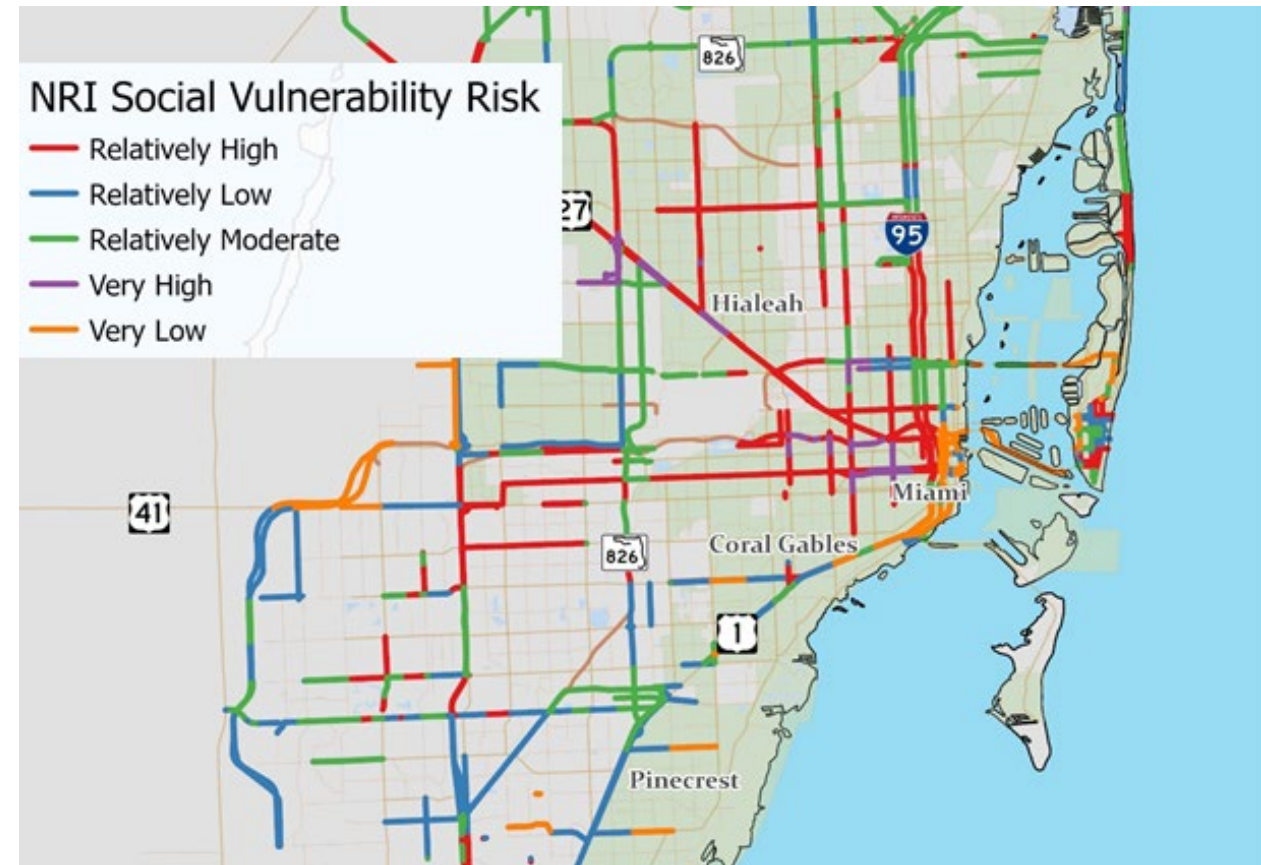 826
NRI Social Vulnerability Risk
Relatively High
Relatively Low
Relatively Moderate
Very High
Very Low
27
95
Hialeah
Miami
41
Coral Gables
826
1
Pinecrest